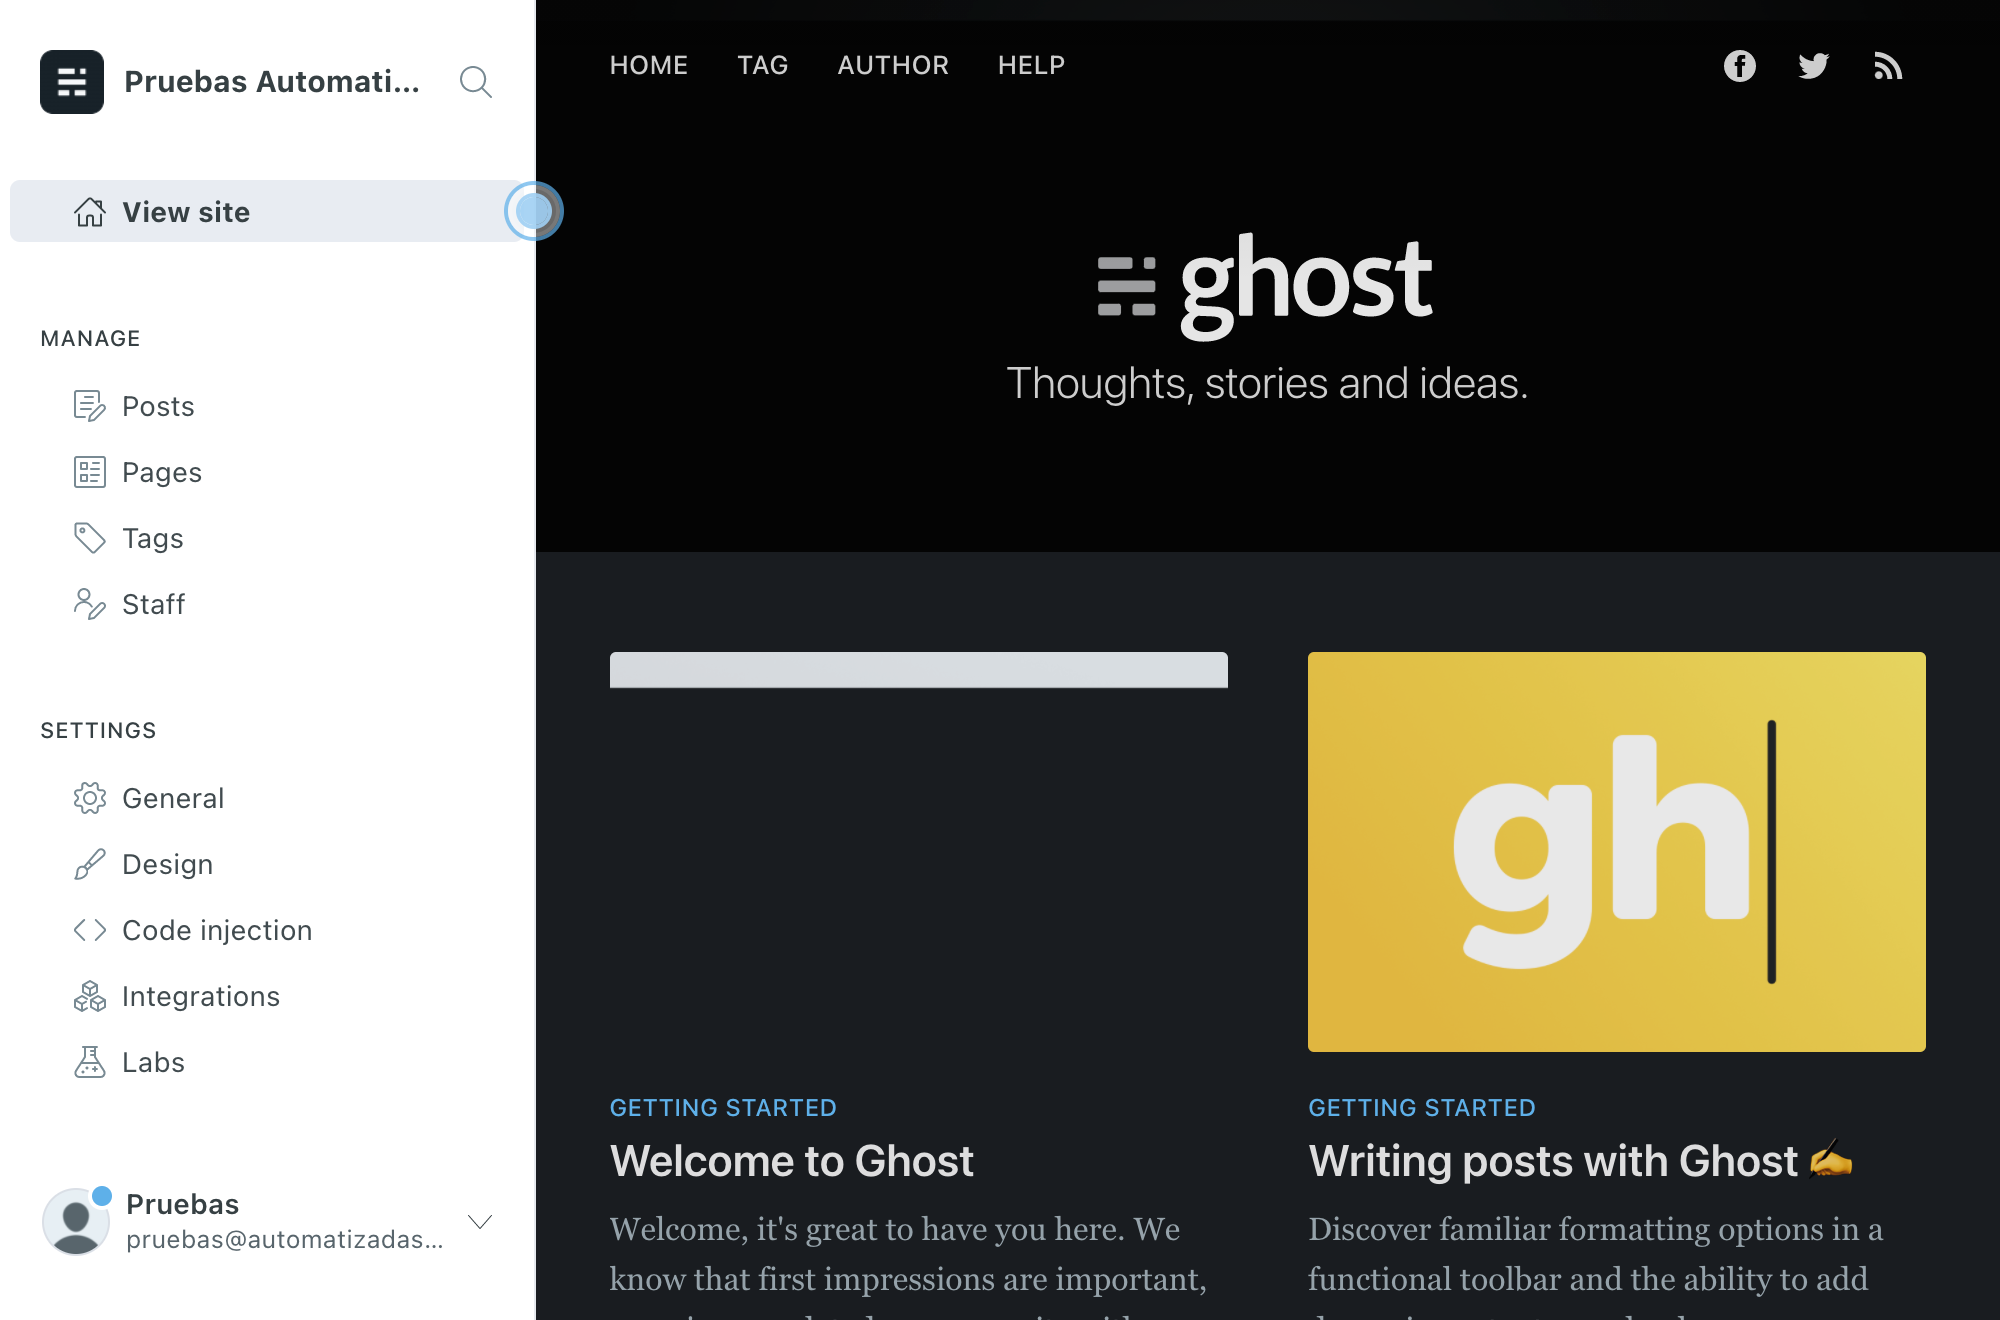 Pruebas Automati...
View site
MANAGE
Posts
Pages
Tags
Staff
SETTINGS
General
Design
Code injection
Integrations
Labs
Pruebas
pruebas@automatizadas...
HOME TAG AUTHOR HELP
ghost
Thoughts, stories and ideas.
gh
GETTING STARTED
Welcome to Ghost
Welcome, it's great to have you here. We
know that first impressions are important,
GETTING STARTED
Writing posts with Ghost ✍️
Discover familiar formatting options in a
functional toolbar and the ability to add